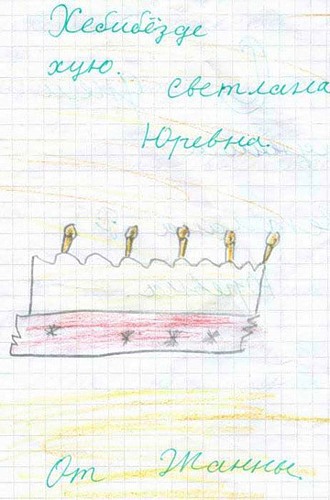 Хебибёзде
хую.
светлана
Юревна.
От Жанны